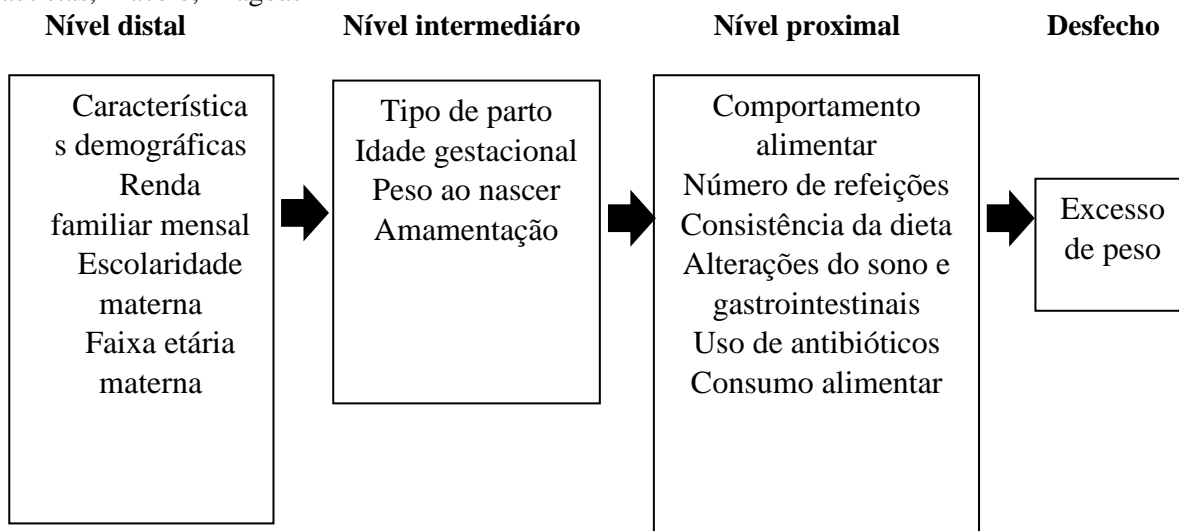 Nível distal
Nível intermediáro
Nível proximal
Desfecho
Característica
s demográficas
Renda
familiar mensal
Escolaridade
materna
Faixa etária
materna
Tipo de parto
Idade gestacional
Peso ao nascer
Amamentação
Comportamento
alimentar
Número de refeições
Consistência da dieta
Alterações do sono e
gastrointestinais
Uso de antibióticos
Consumo alimentar
Excesso
de peso